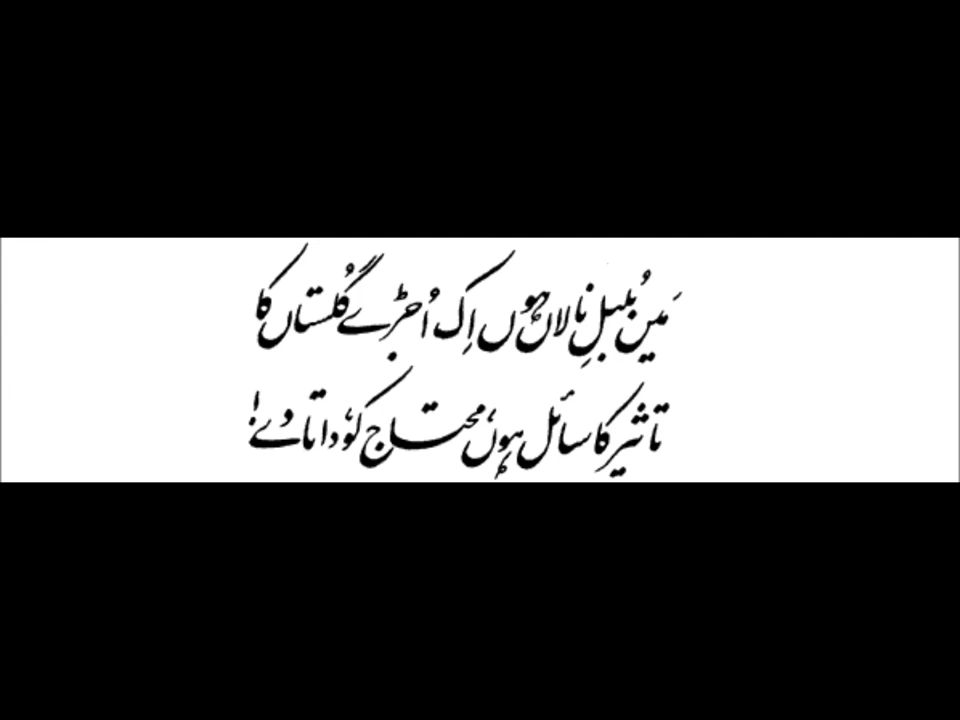 مَیں بُلبلِ نالاں ہوں اِک اُجڑے گُلستاں کا
تاثیر کا سائل ہوں، محتاج کو، داتا دے!